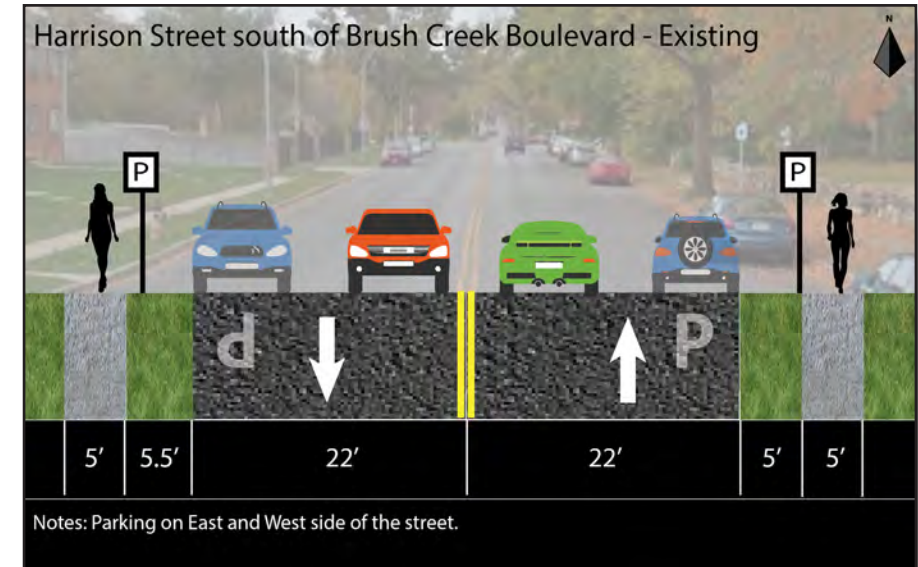 Harrison Street south of Brush Creek Boulevard - Existing
N
P
P
P
P
5′ 5.5′ 22′ 22′ 5′ 5′
Notes: Parking on East and West side of the street.